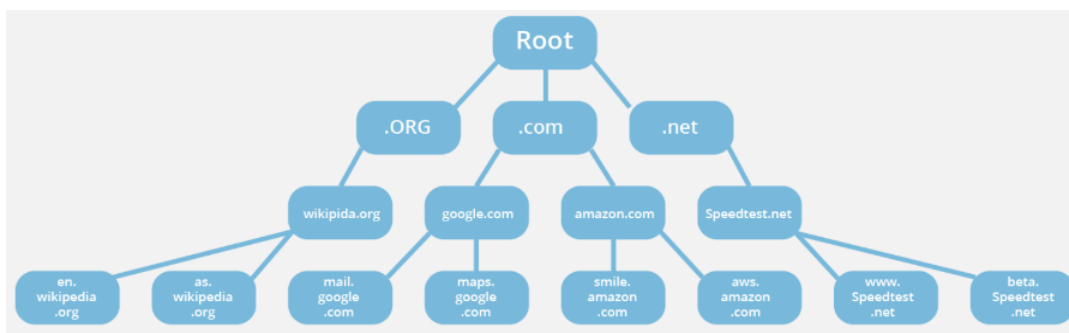 Root
.ORG
.com
.net
wikipida.org
google.com
amazon.com
Speedtest.net
en.
wikipedia
.org
as.
wikipedia
.org
mail.
google
.com
maps.
google
.com
smile.
amazon
.com
aws.
amazon
.com
www.
Speedtest
.net
beta.
Speedtest
.net